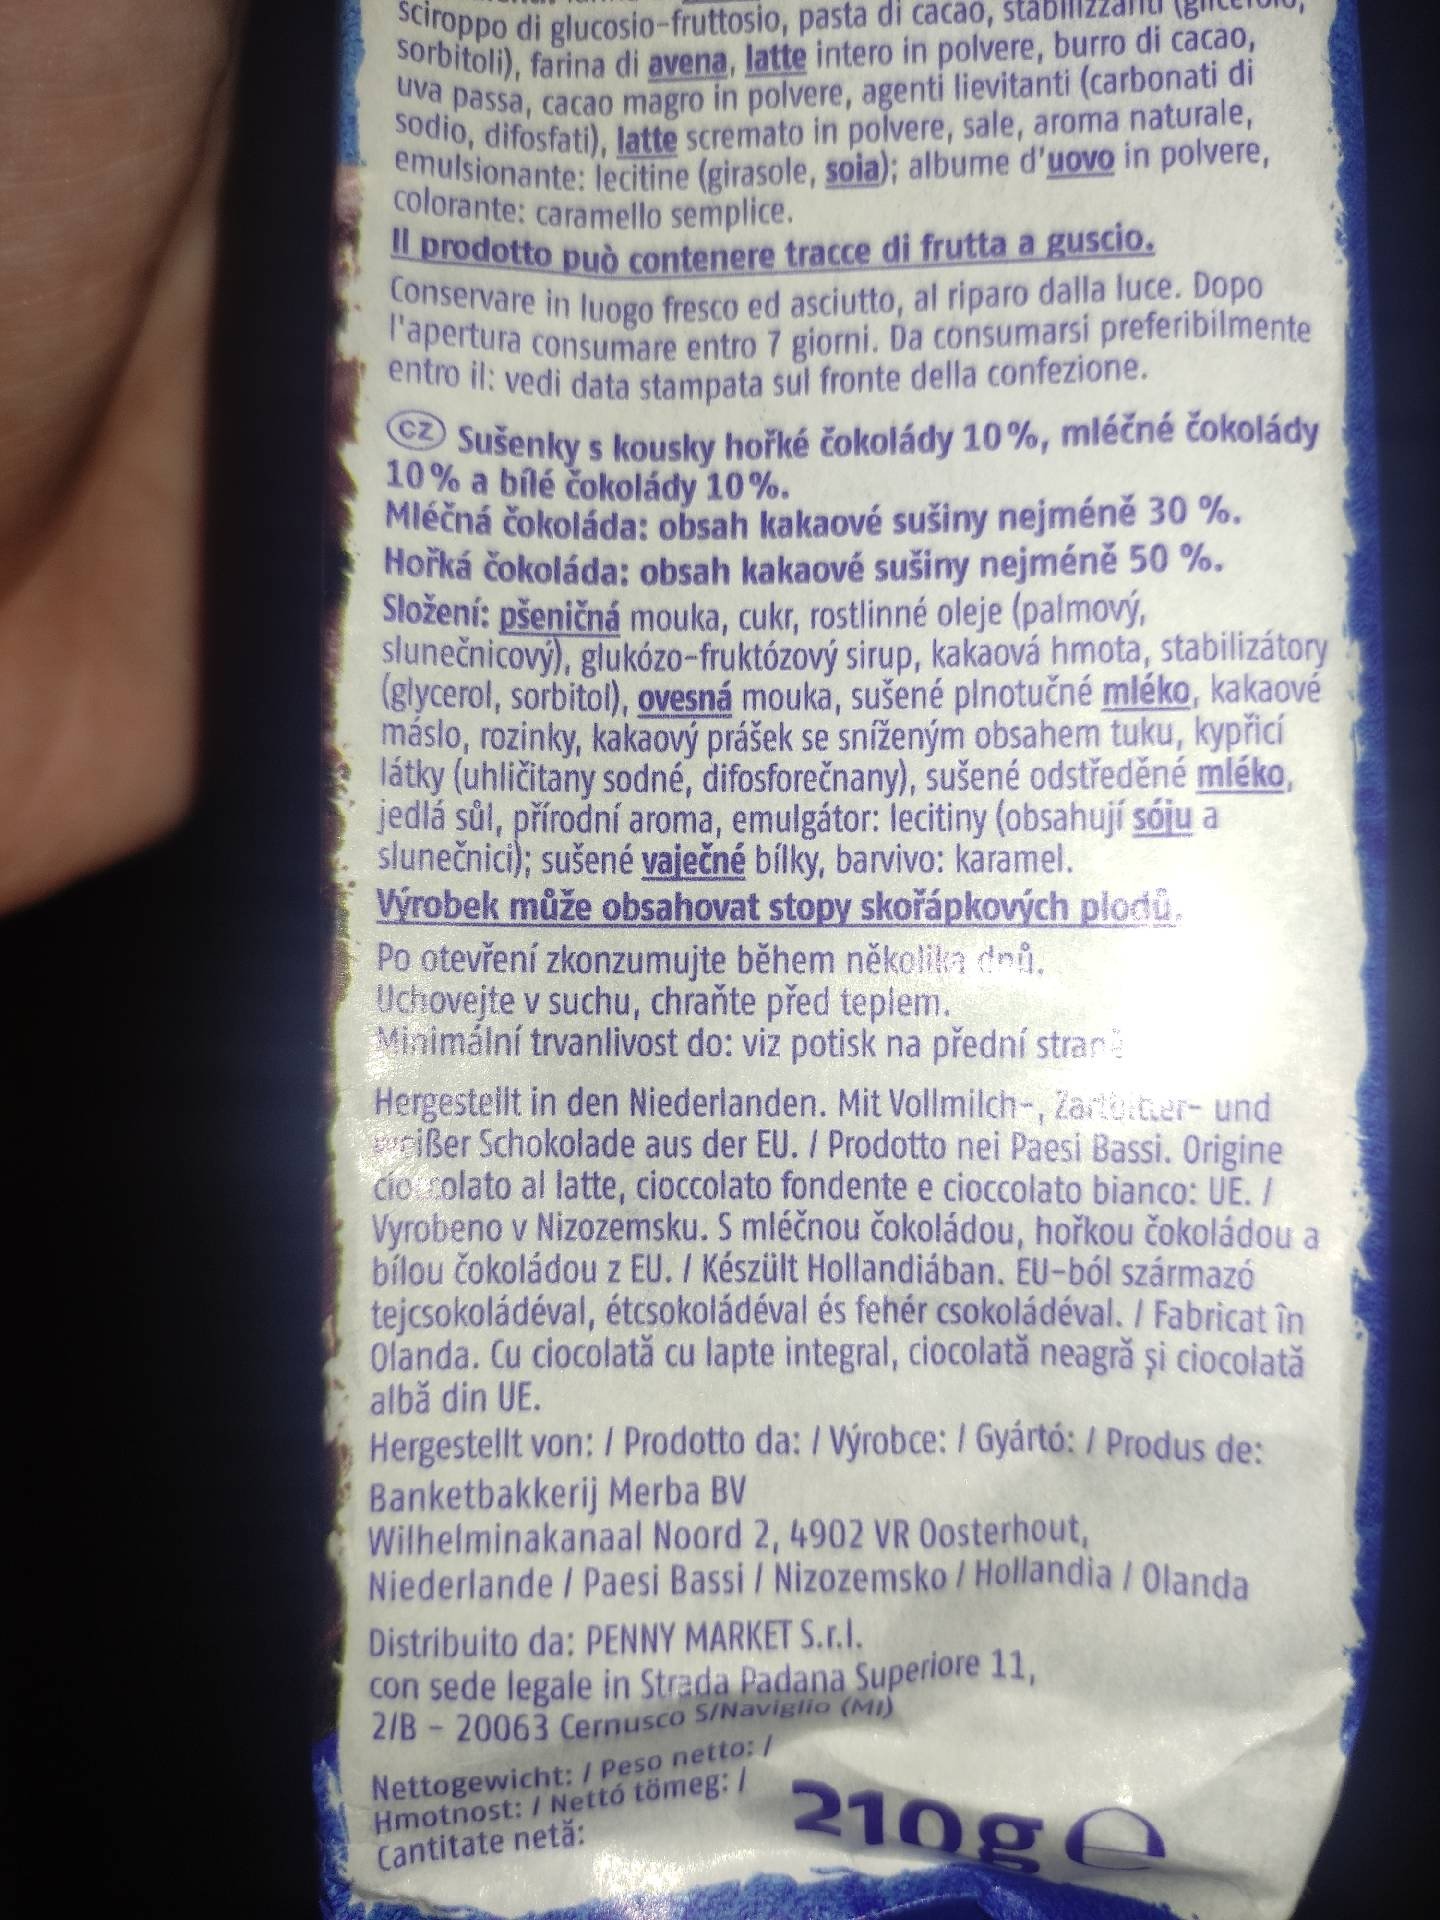 sciroppo di glucosio-fruttosio, pasta di cacao, stabilizzanti
sorbitoli), farina di avena, latte intero in polvere, burro di cacao,
uva passa, cacao magro in polvere, agenti lievitanti (carbonati di
sodio, difosfati), latte scremato in polvere, sale, aroma naturale,
emulsionante: lecitine (girasole, soia); albume d'uovo in polvere,
colorante: caramello semplice.
Il prodotto può contenere tracce di frutta a guscio.
Conservare in luogo fresco ed asciutto, al riparo dalla luce. Dopo
l'apertura consumare entro 7 giorni. Da consumarsi preferibilmente
entro il: vedi data stampata sul fronte della confezione.
CZ Sušenky s kousky hořké čokolády 10%, mléčné čokolády
10% a bílé čokolády 10%.
Mléčná čokoláda: obsah kakaové sušiny nejméně 30 %.
Hořká čokoláda: obsah kakaové sušiny nejméně 50 %.
Složení: pšeničná mouka, cukr, rostlinné oleje (palmový,
slunečnicový), glukózo-fruktózový sirup, kakaová hmota, stabilizátory
(glycerol, sorbitol), ovesná mouka, sušené plnotučné mléko, kakaové
máslo, rozinky, kakaový prášek se sníženým obsahem tuku, kypřicí
látky (uhličitany sodné, difosforečnany), sušené odstředěné mléko,
jedlá sůl, přírodní aroma, emulgátor: lecitiny (obsahují sóju a
slunečnici); sušené vaječné bílky, barvivo: karamel.
Výrobek může obsahovat stopy skořápkových plodů.
Po otevření zkonzumujte během několika dnů.
Uchovejte v suchu, chraňte před teplem.
Minimální trvanlivost do: viz potisk na přední straně
Hergestellt in den Niederlanden. Mit Vollmilch-, Zartbitter- und
weißer Schokolade aus der EU. / Prodotto nei Paesi Bassi. Origine
cioccolato al latte, cioccolato fondente e cioccolato bianco: UE. /
Vyrobeno v Nizozemsku. S mléčnou čokoládou, hořkou čokoládou a
bílou čokoládou z EU. / Készült Hollandiában. EU-ból származó
tejcsokoládéval, étcsokoládéval és fehér csokoládéval. / Fabricat în
Olanda. Cu ciocolată cu lapte integral, ciocolată neagră și ciocolată
albă din UE.
Hergestellt von: / Prodotto da: / Výrobce: / Gyártó: / Produs de:
Banketbakkerij Merba BV
Wilhelminakanaal Noord 2, 4902 VR Oosterhout,
Niederlande / Paesi Bassi / Nizozemsko / Hollandia / Olanda
Distribuito da: PENNY MARKET S.r.l.
con sede legale in Strada Padana Superiore 11,
2/B - 20063 Cernusco S/Naviglio (MI)
Nettogewicht: / Peso netto: /
Hmotnost: / Nettó tömeg: /
Cantitate netă:
210 g ℮